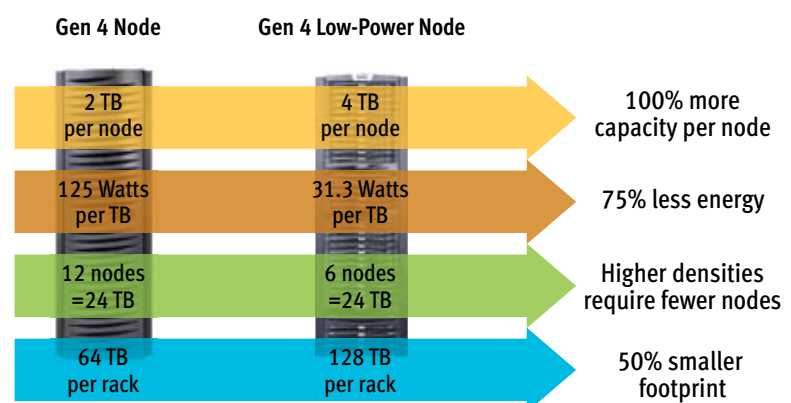 Gen 4 Node
Gen 4 Low-Power Node
2 TB
per node
4 TB
per node
100% more
capacity per node
125 Watts
per TB
31.3 Watts
per TB
75% less energy
12 nodes
=24 TB
6 nodes
=24 TB
Higher densities
require fewer nodes
64 TB
per rack
128 TB
per rack
50% smaller
footprint